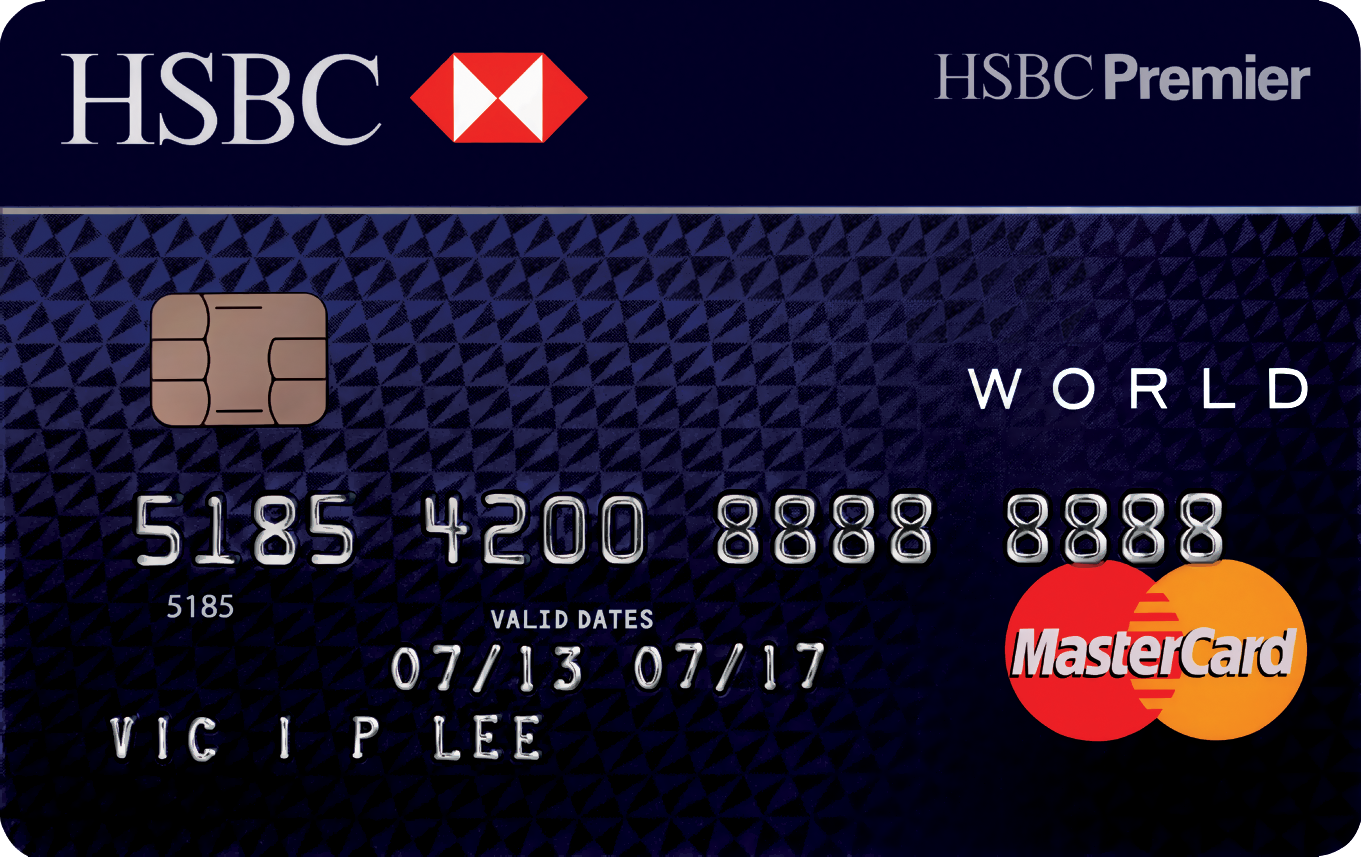 HSBC HSBC Premier
WORLD
5185 4200 8888 8888
5185
VALID DATES
07/13 07/17
MasterCard
VIC I P LEE